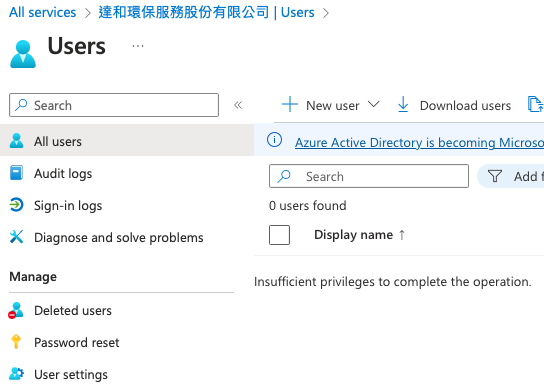 All services > 達和環保服務股份有限公司 | Users >
Users ...
Search
«
New user
Download users
All users
Azure Active Directory is becoming Microso
Search
Add f
Audit logs
0 users found
Sign-in logs
Display name ↑
Diagnose and solve problems
Insufficient privileges to complete the operation.
Manage
Deleted users
Password reset
User settings